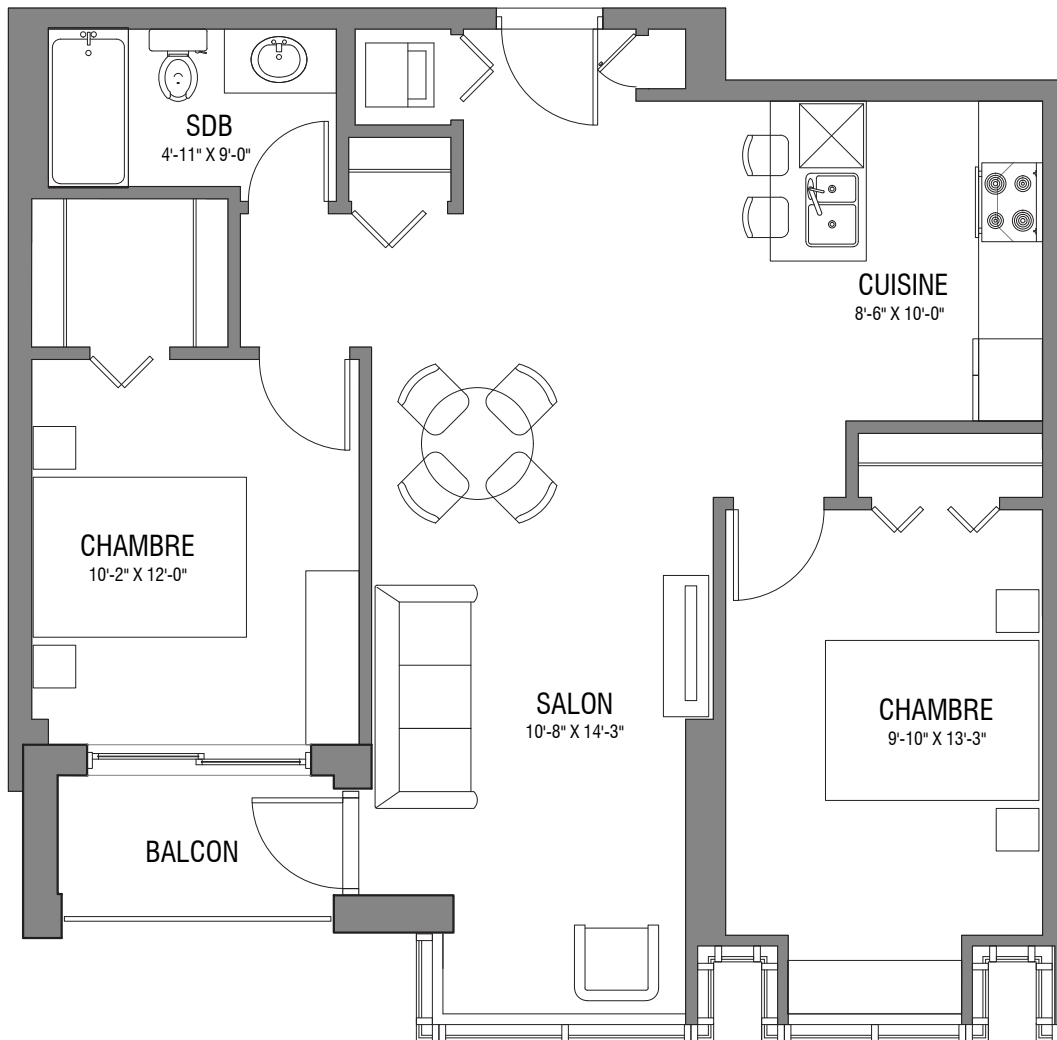 SDB
4'-11" X 9'-0"
CUISINE
8'-6" X 10'-0"
CHAMBRE
10'-2" X 12'-0"
SALON
10'-8" X 14'-3"
CHAMBRE
9'-10" X 13'-3"
BALCON